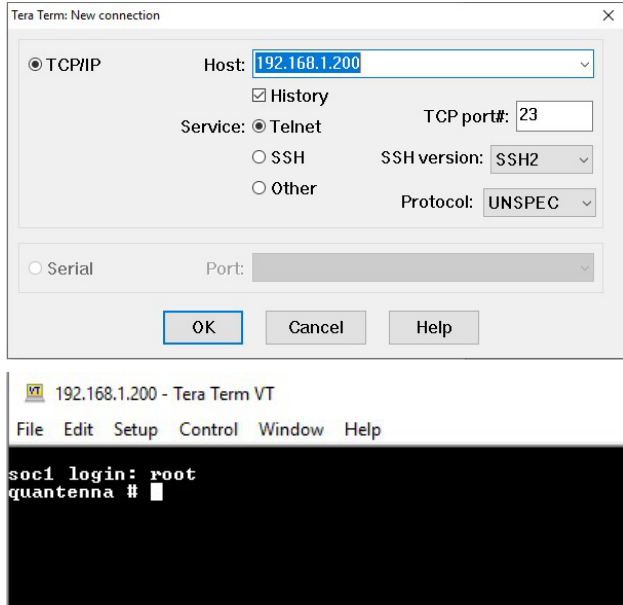 Tera Term: New connection
TCP/IP Host: 192.168.1.200
History
Service: Telnet TCP port#: 23
SSH SSH version: SSH2
Other Protocol: UNSPEC
Serial Port:
OK Cancel Help
VT 192.168.1.200 - Tera Term VT
File Edit Setup Control Window Help
soc1 login: root
quantenna #